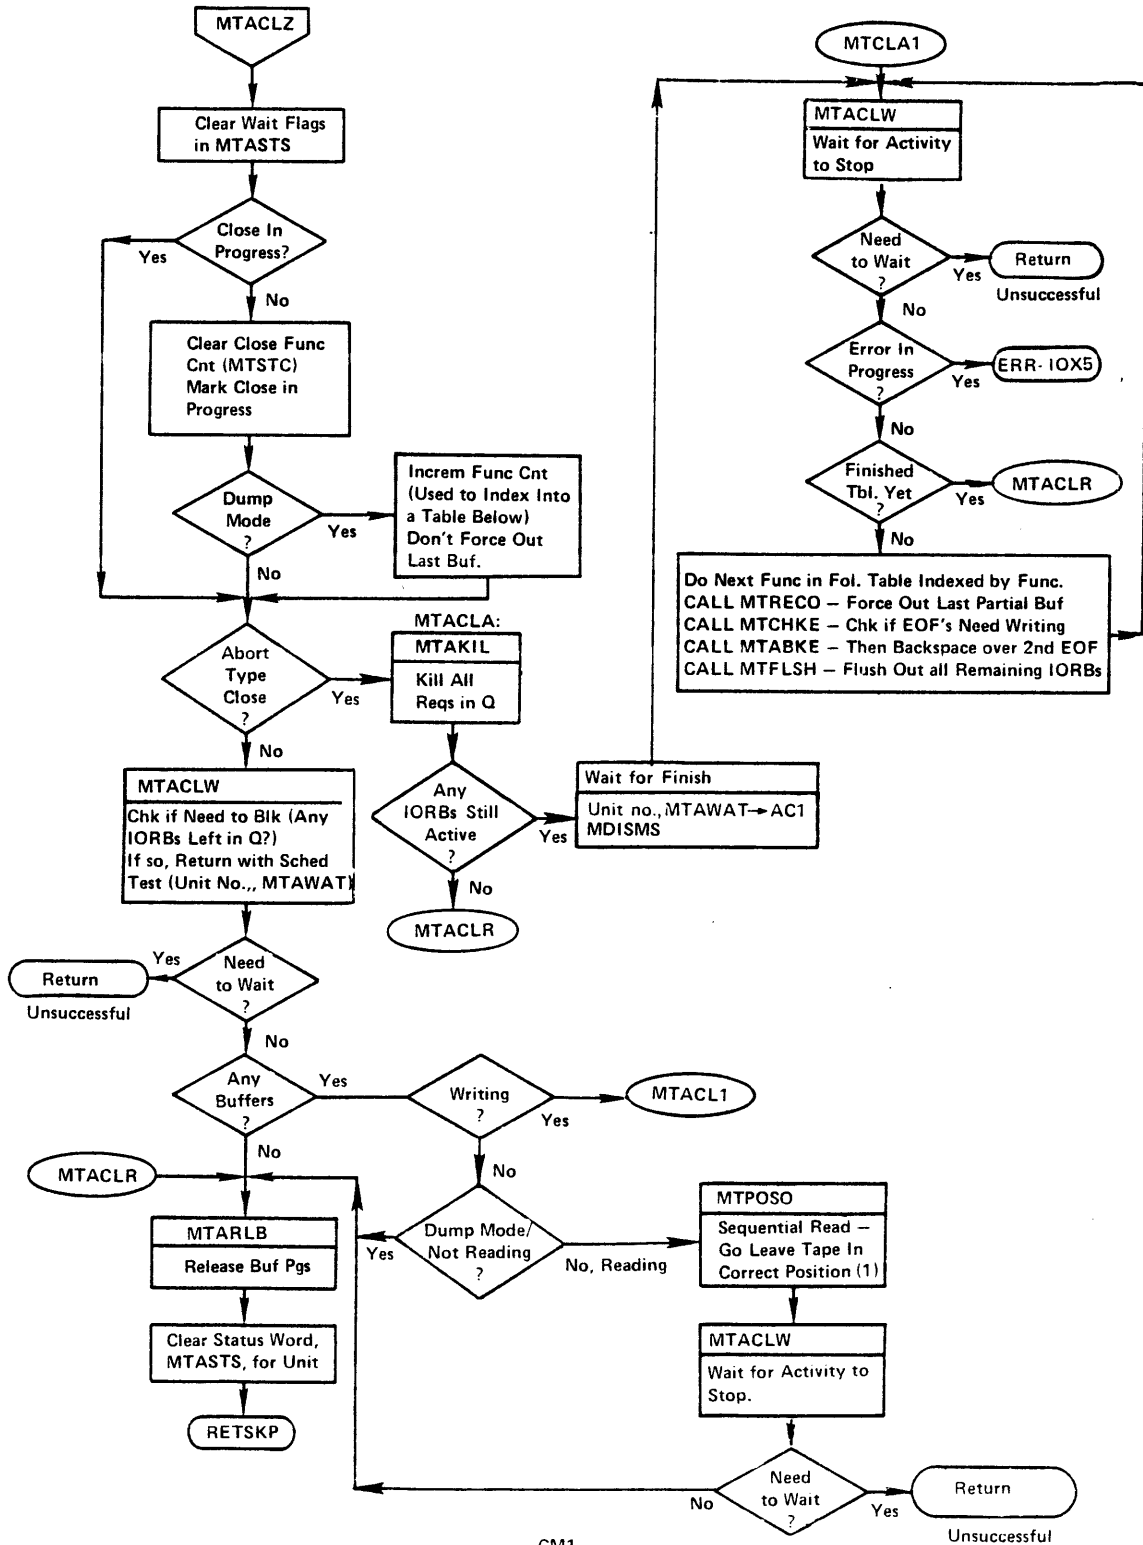 MTACLZ
Clear Wait Flags
in MTASTS
Close In
Progress?
Yes
No
Clear Close Func
Cnt (MTSTC)
Mark Close in
Progress
Dump
Mode
?
Yes
No
Increm Func Cnt
(Used to Index Into
a Table Below)
Don't Force Out
Last Buf.
Abort
Type
Close
?
Yes
No
MTACLA:
MTAKIL
Kill All
Reqs in Q
Any
IORBs Still
Active
?
Yes
No
MTACLR
Wait for Finish
Unit no., MTAWAT→AC1
MDISMS
MTACLW
Chk if Need to Blk (Any
IORBs Left in Q?)
If so, Return with Sched
Test (Unit No.,, MTAWAT)
Need
to Wait
?
Yes
Return
Unsuccessful
No
Any
Buffers
?
Yes
No
Writing
?
Yes
MTACL1
No
MTACLR
MTARLB
Release Buf Pgs
Clear Status Word,
MTASTS, for Unit
RETSKP
Dump Mode/
Not Reading
?
Yes
No, Reading
MTPOSO
Sequential Read –
Go Leave Tape In
Correct Position (1)
MTACLW
Wait for Activity to
Stop.
Need
to Wait
?
No
Yes
Return
Unsuccessful
MTCLA1
MTACLW
Wait for Activity
to Stop
Need
to Wait
?
Yes
Return
Unsuccessful
No
Error In
Progress
?
Yes
ERR- IOX5
No
Finished
Tbl. Yet
?
Yes
MTACLR
No
Do Next Func in Fol. Table Indexed by Func.
CALL MTRECO – Force Out Last Partial Buf
CALL MTCHKE – Chk if EOF's Need Writing
CALL MTABKE – Then Backspace over 2nd EOF
CALL MTFLSH – Flush Out all Remaining IORBs